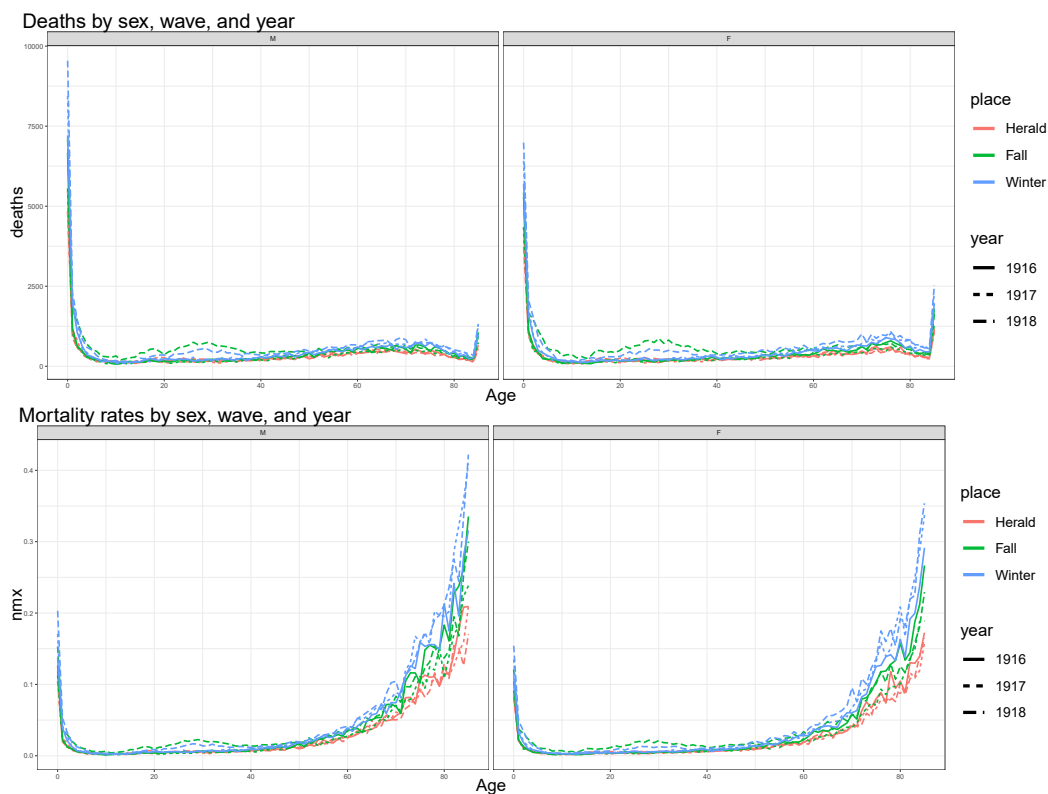 Deaths by sex, wave, and year
M
F
10000
7500
5000
2500
0
deaths
0
20
40
60
80
0
20
40
60
80
Age
place
Herald
Fall
Winter
year
1916
1917
1918
Mortality rates by sex, wave, and year
M
F
0.4
0.3
0.2
0.1
0.0
nmx
0
20
40
60
80
0
20
40
60
80
Age
place
Herald
Fall
Winter
year
1916
1917
1918